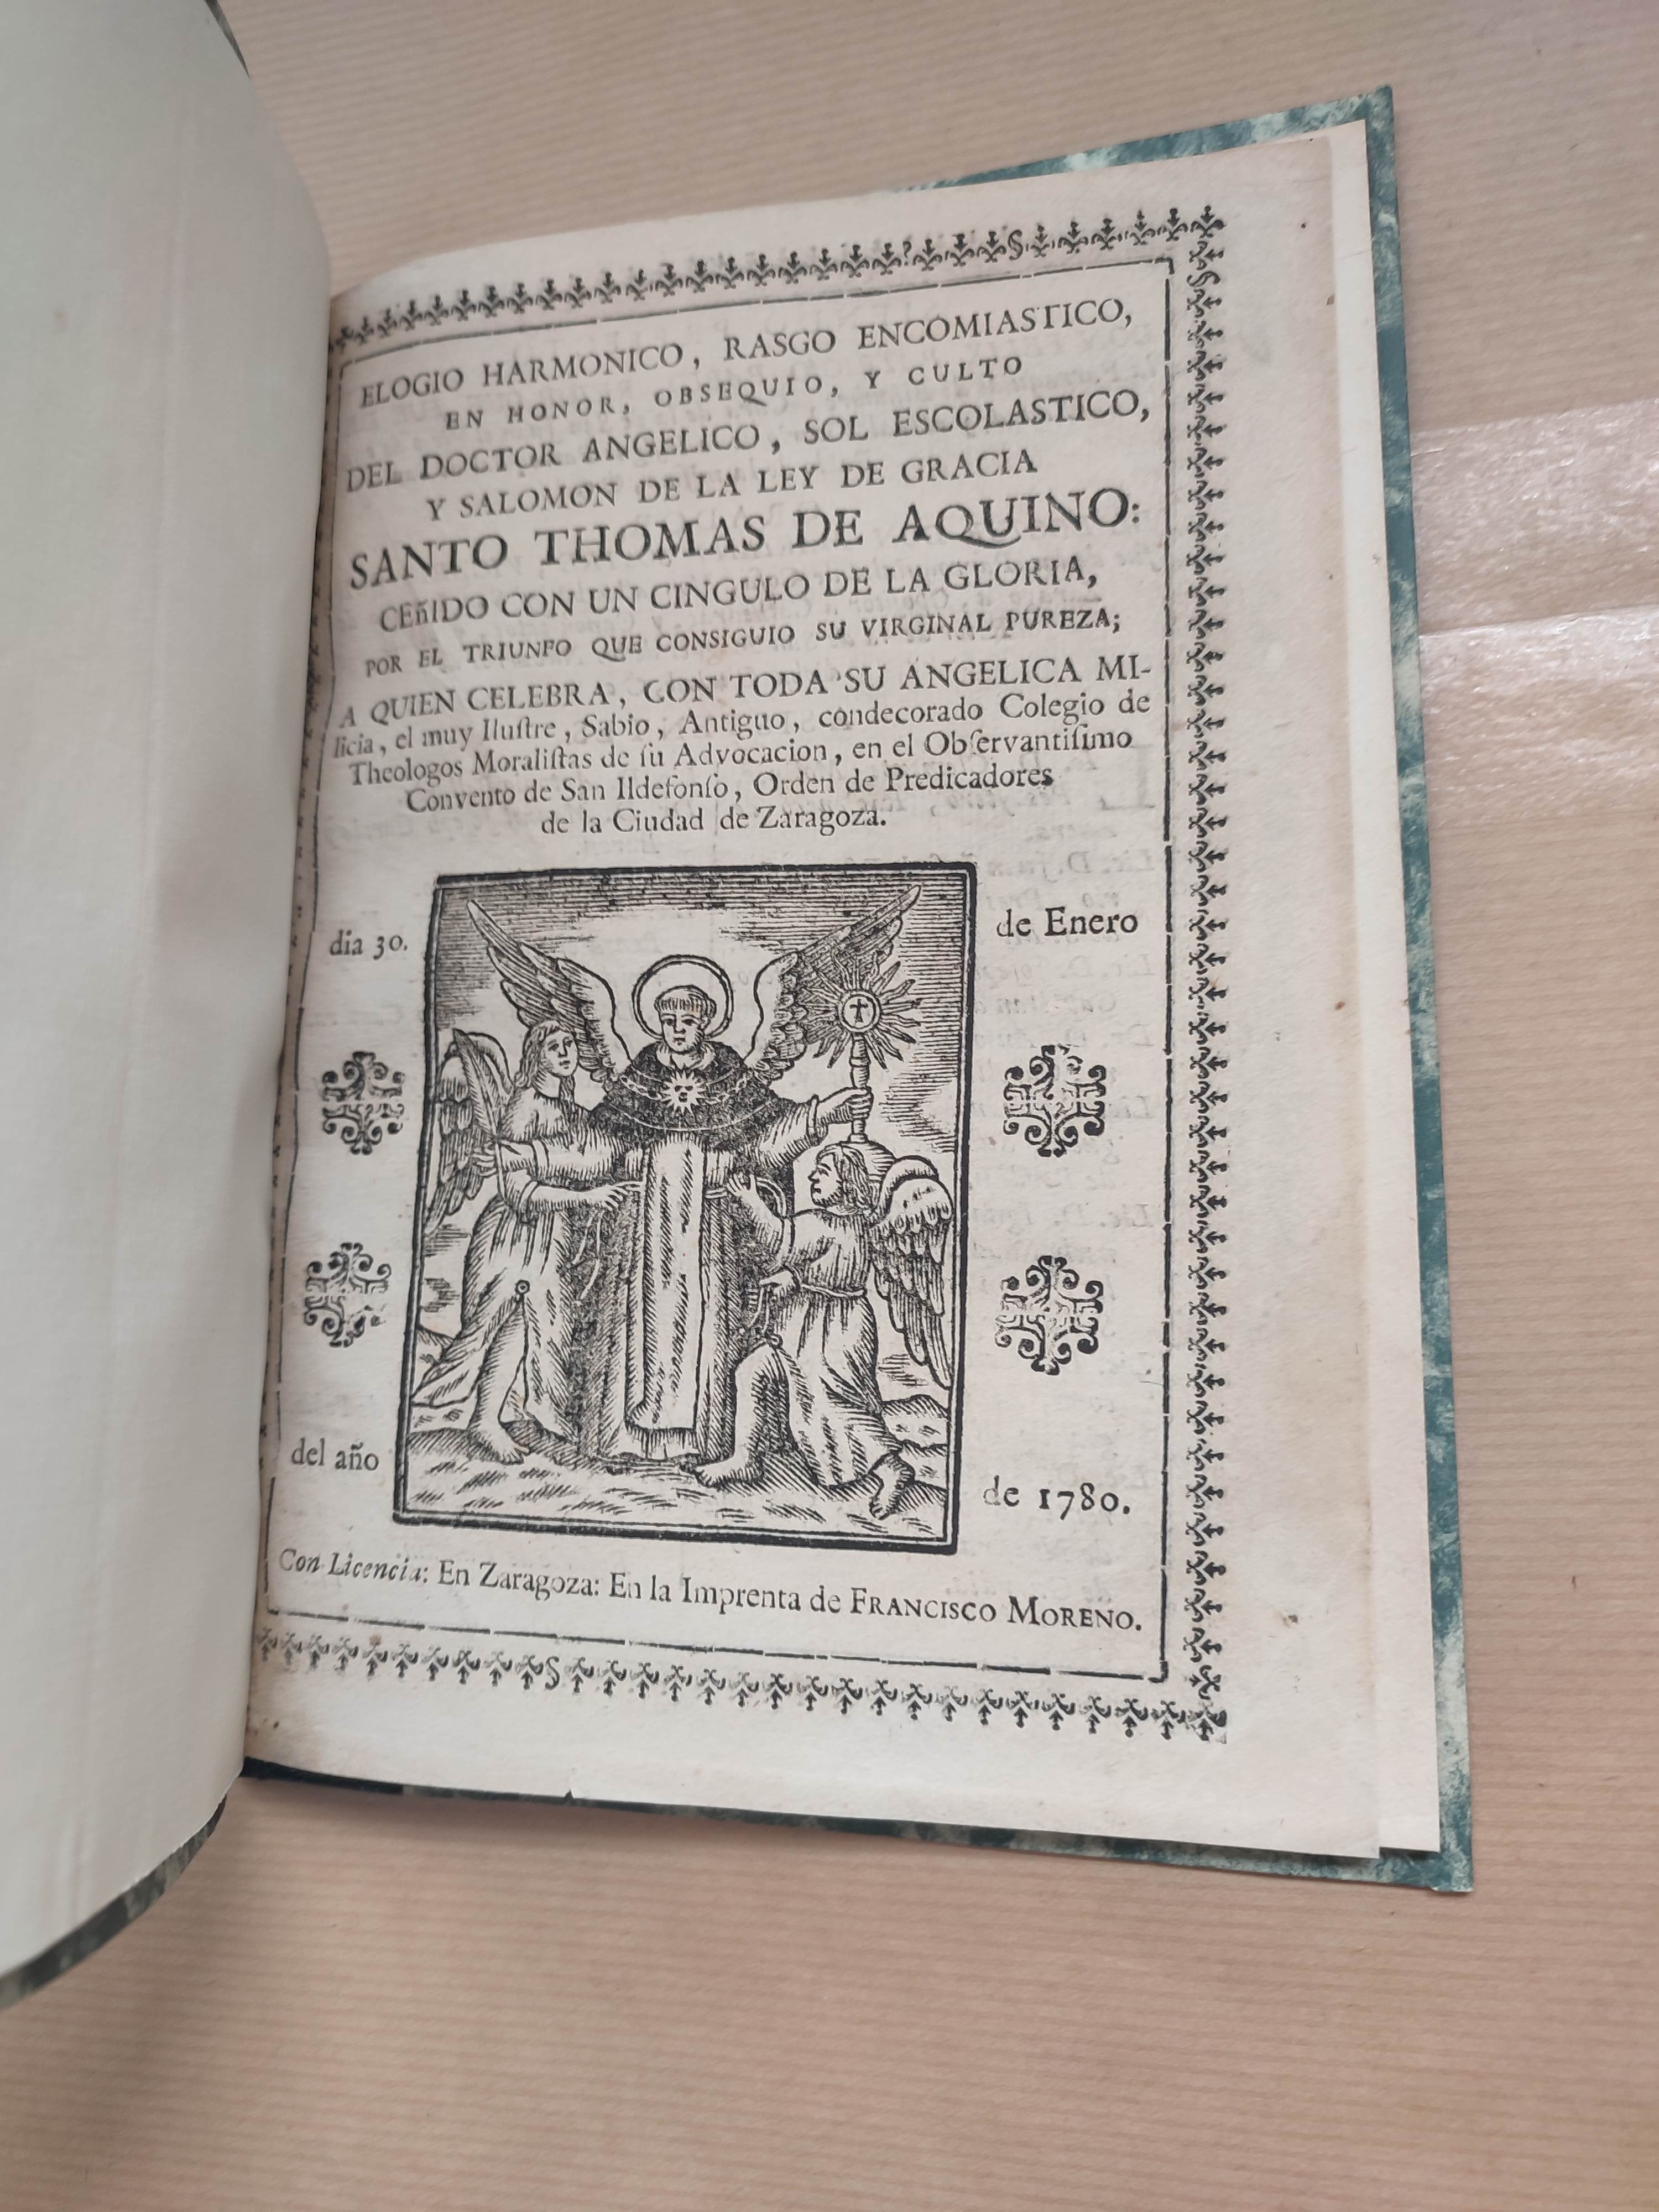 ELOGIO HARMONICO, RASGO ENCOMIASTICO,
EN HONOR, OBSEQUIO, Y CULTO
DEL DOCTOR ANGELICO, SOL ESCOLASTICO,
Y SALOMON DE LA LEY DE GRACIA
SANTO THOMAS DE AQUINO:
CEñIDO CON UN CINGULO DE LA GLORIA,
POR EL TRIUNFO QUE CONSIGUIO SU VIRGINAL PUREZA;
A QUIEN CELEBRA, CON TODA SU ANGELICA MI-
licia, el muy Iluſtre, Sabio, Antiguo, condecorado Colegio de
Theologos Moraliſtas de ſu Advocacion, en el Obſervantiſimo
Convento de San Ildefonſo, Orden de Predicadores
de la Ciudad de Zaragoza.
dia 30. de Enero
del año de 1780.
Con Licencia: En Zaragoza: En la Imprenta de FRANCISCO MORENO.